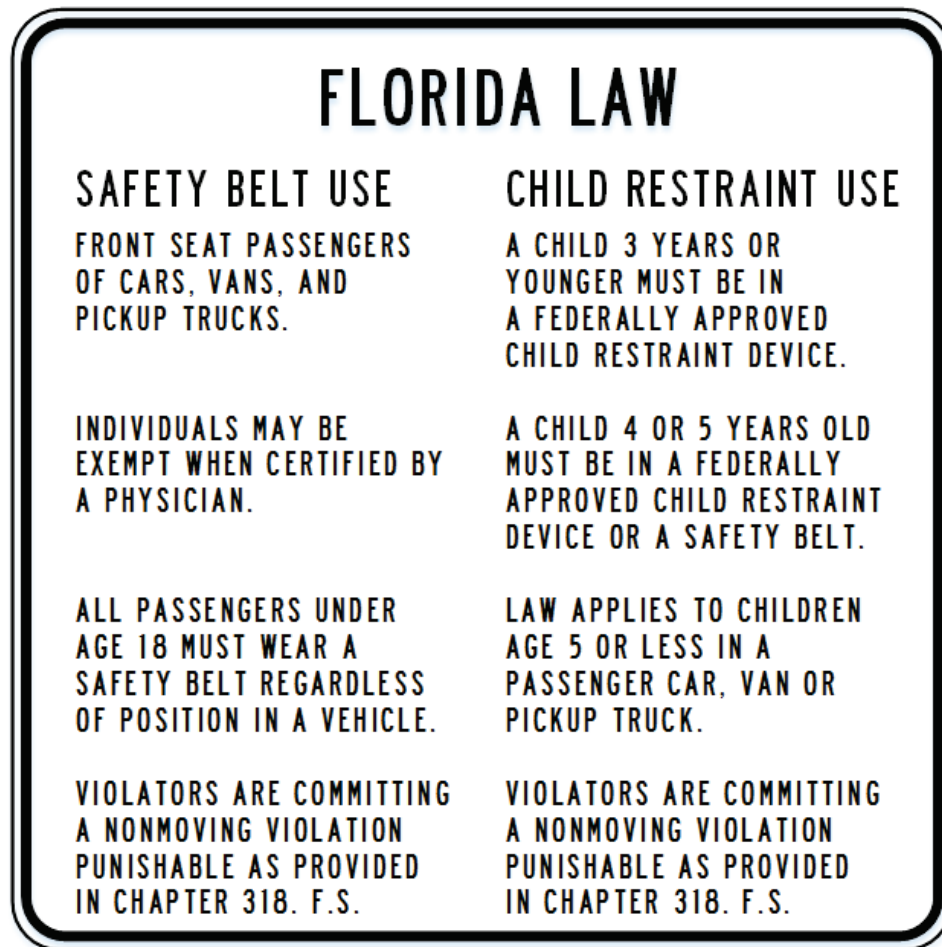 FLORIDA LAW
SAFETY BELT USE
FRONT SEAT PASSENGERS
OF CARS, VANS, AND
PICKUP TRUCKS.
INDIVIDUALS MAY BE
EXEMPT WHEN CERTIFIED BY
A PHYSICIAN.
ALL PASSENGERS UNDER
AGE 18 MUST WEAR A
SAFETY BELT REGARDLESS
OF POSITION IN A VEHICLE.
VIOLATORS ARE COMMITTING
A NONMOVING VIOLATION
PUNISHABLE AS PROVIDED
IN CHAPTER 318. F.S.
CHILD RESTRAINT USE
A CHILD 3 YEARS OR
YOUNGER MUST BE IN
A FEDERALLY APPROVED
CHILD RESTRAINT DEVICE.
A CHILD 4 OR 5 YEARS OLD
MUST BE IN A FEDERALLY
APPROVED CHILD RESTRAINT
DEVICE OR A SAFETY BELT.
LAW APPLIES TO CHILDREN
AGE 5 OR LESS IN A
PASSENGER CAR, VAN OR
PICKUP TRUCK.
VIOLATORS ARE COMMITTING
A NONMOVING VIOLATION
PUNISHABLE AS PROVIDED
IN CHAPTER 318. F.S.